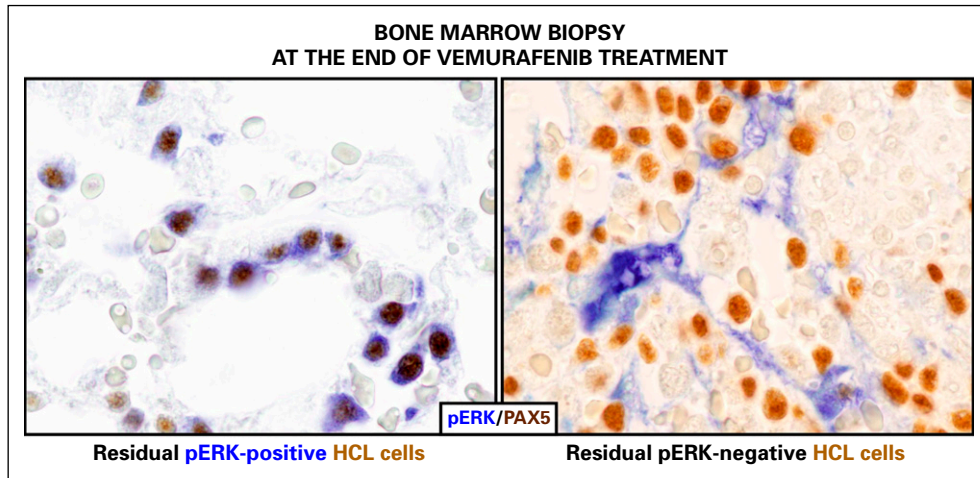 BONE MARROW BIOPSY
AT THE END OF VEMURAFENIB TREATMENT
pERK/PAX5
Residual pERK-positive HCL cells
Residual pERK-negative HCL cells